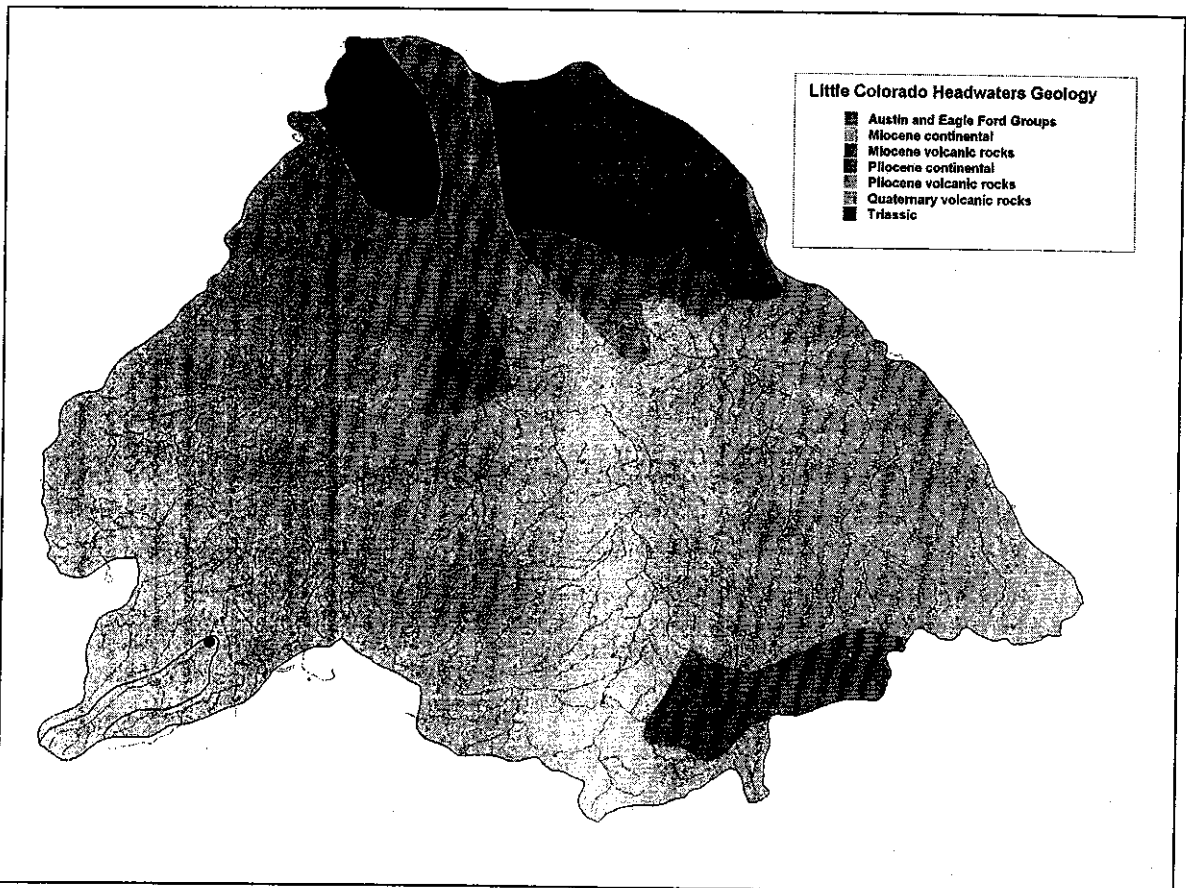 Little Colorado Headwaters Geology
Austin and Eagle Ford Groups
Miocene continental
Miocene volcanic rocks
Pliocene continental
Pliocene volcanic rocks
Quaternary volcanic rocks
Triassic